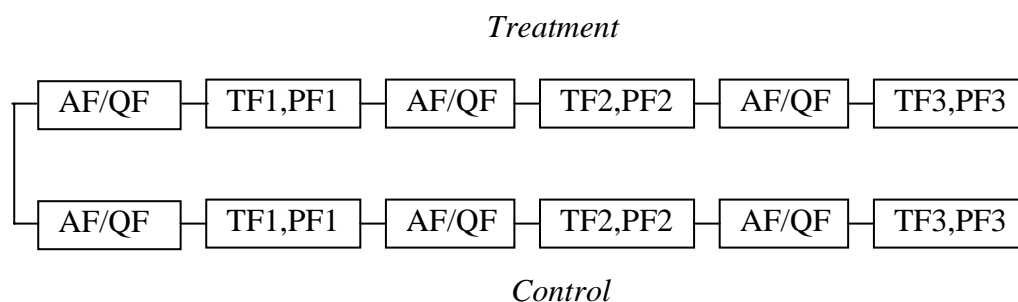 Treatment
AF/QF TF1,PF1 AF/QF TF2,PF2 AF/QF TF3,PF3
AF/QF TF1,PF1 AF/QF TF2,PF2 AF/QF TF3,PF3
Control